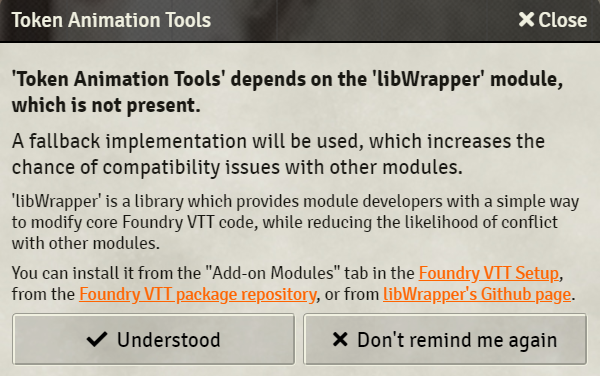 Token Animation Tools
Close
'Token Animation Tools' depends on the 'libWrapper' module,
which is not present.
A fallback implementation will be used, which increases the
chance of compatibility issues with other modules.
'libWrapper' is a library which provides module developers with a simple way
to modify core Foundry VTT code, while reducing the likelihood of conflict
with other modules.
You can install it from the "Add-on Modules" tab in the Foundry VTT Setup,
from the Foundry VTT package repository, or from libWrapper's Github page.
Understood
Don't remind me again